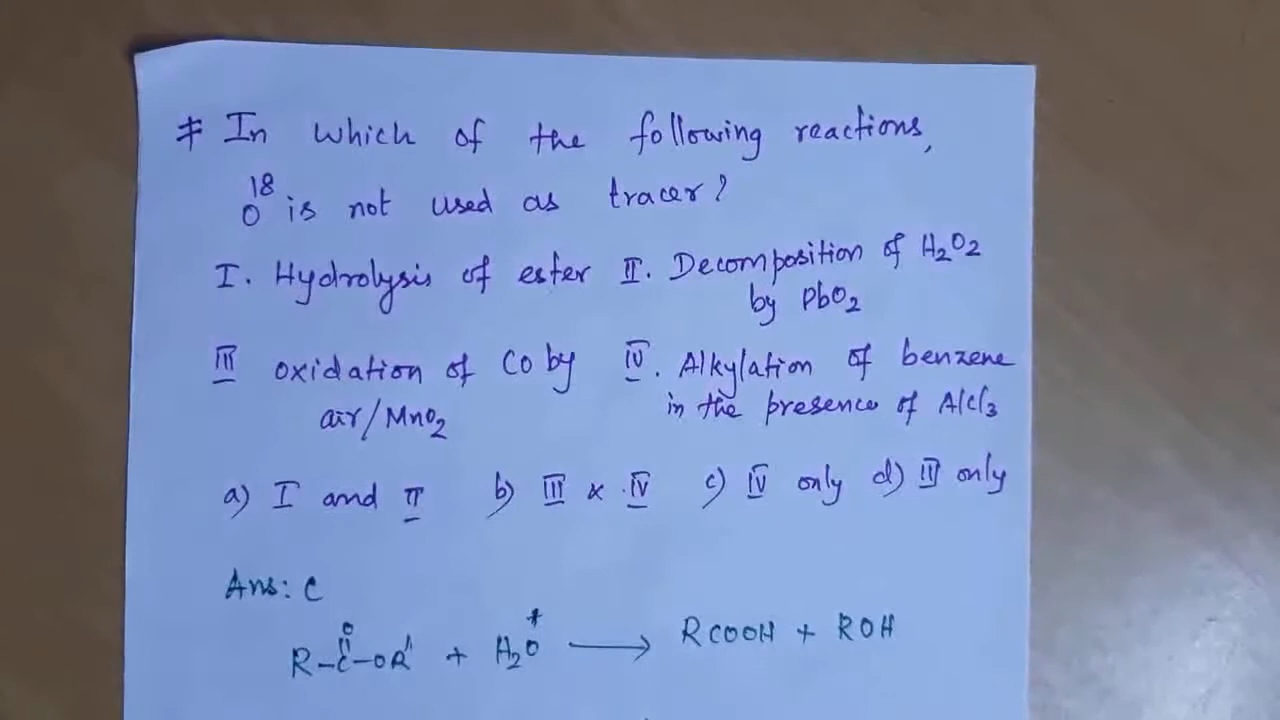 ≠ In which of the following reactions,
¹⁸O is not used as tracer?
I. Hydrolysis of ester II. Decomposition of H₂O₂
by PbO₂
III oxidation of CO by IV. Alkylation of benzene
air/MnO₂ in the presence of AlCl₃
a) I and II b) III & IV c) IV only d) II only
Ans: C
R-C(=O)-OR' + H₂O* ⟶ RCOOH + ROH